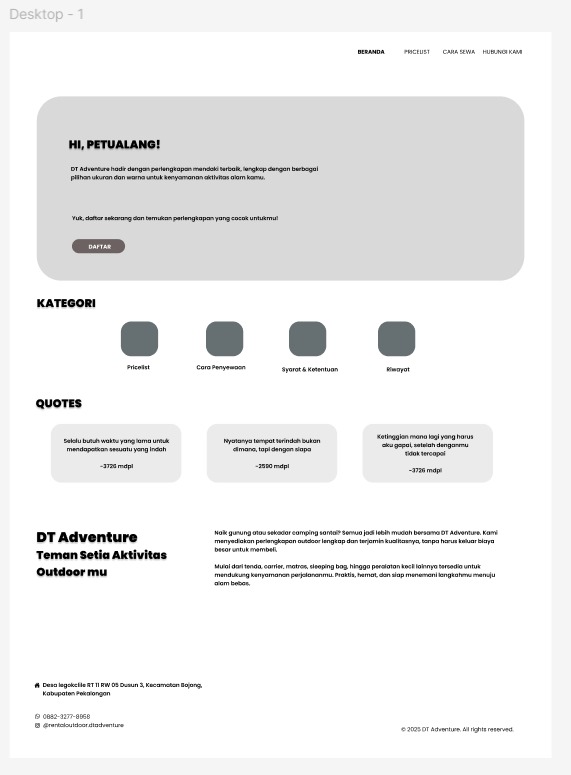 Desktop - 1
BERANDA PRICELIST CARA SEWA HUBUNGI KAMI
HI, PETUALANG!
DT Adventure hadir dengan perlengkapan mendaki terbaik, lengkap dengan berbagai
pilihan ukuran dan warna untuk kenyamanan aktivitas alam kamu.
Yuk, daftar sekarang dan temukan perlengkapan yang cocok untukmu!
DAFTAR
KATEGORI
Pricelist
Cara Penyewaan
Syarat & Ketentuan
Riwayat
QUOTES
Selalu butuh waktu yang lama untuk
mendapatkan sesuatu yang indah
-3726 mdpl
Nyatanya tempat terindah bukan
dimana, tapi dengan siapa
-2590 mdpl
Ketinggian mana lagi yang harus
aku gapai, setelah denganmu
tidak tercapai
-3726 mdpl
DT Adventure
Teman Setia Aktivitas
Outdoor mu
Naik gunung atau sekadar camping santai? Semua jadi lebih mudah bersama DT Adventure. Kami
menyediakan perlengkapan outdoor lengkap dan terjamin kualitasnya, tanpa harus keluar biaya
besar untuk membeli.
Mulai dari tenda, carrier, matras, sleeping bag, hingga peralatan kecil lainnya tersedia untuk
mendukung kenyamanan perjalananmu. Praktis, hemat, dan siap menemani langkahmu menuju
alam bebas.
Desa legokclile RT 11 RW 05 Dusun 3, Kecamatan Bojong,
Kabupaten Pekalongan
0882-3277-8958
@rentaloutdoor.dtadventure
© 2025 DT Adventure. All rights reserved.